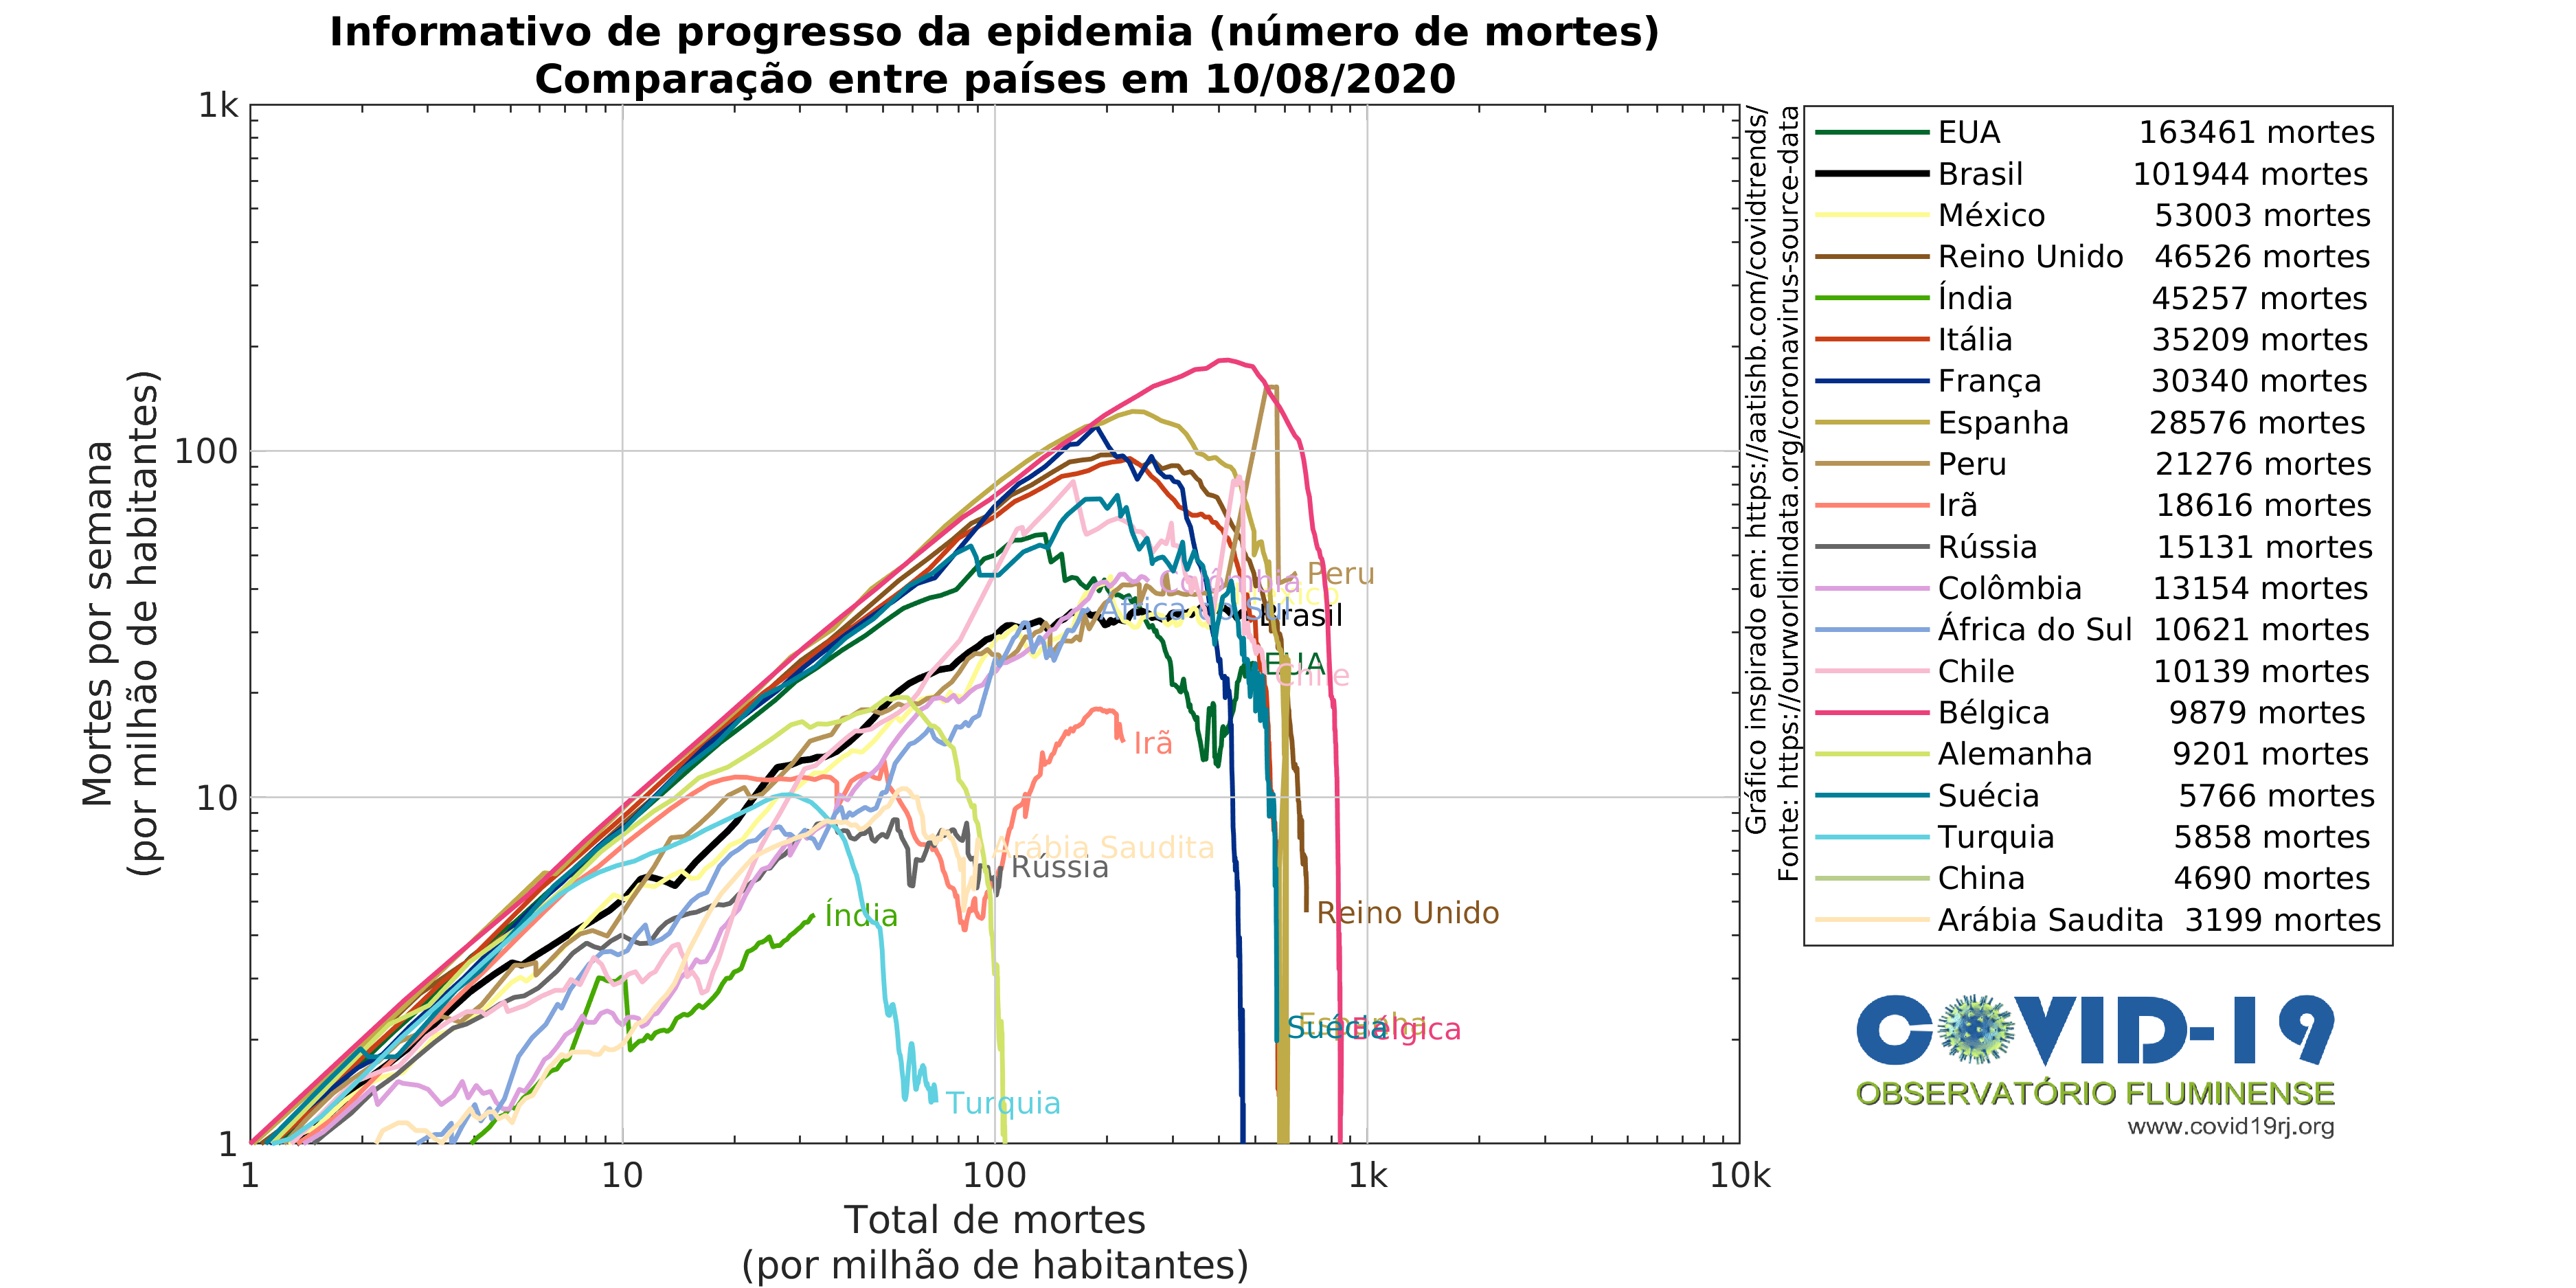 Informativo de progresso da epidemia (número de mortes)
Comparação entre países em 10/08/2020
Mortes por semana
(por milhão de habitantes)
1k
100
10
1
1
10
100
1k
10k
Total de mortes
(por milhão de habitantes)
Peru
Colômbia
México
África do Sul
Brasil
EUA
Chile
Irã
Arábia Saudita
Rússia
Índia
Reino Unido
Espanha
Suécia
Bélgica
Turquia
Gráfico inspirado em: https://aatishb.com/covidtrends/
Fonte: https://ourworldindata.org/coronavirus-source-data
EUA 163461 mortes
Brasil 101944 mortes
México 53003 mortes
Reino Unido 46526 mortes
Índia 45257 mortes
Itália 35209 mortes
França 30340 mortes
Espanha 28576 mortes
Peru 21276 mortes
Irã 18616 mortes
Rússia 15131 mortes
Colômbia 13154 mortes
África do Sul 10621 mortes
Chile 10139 mortes
Bélgica 9879 mortes
Alemanha 9201 mortes
Suécia 5766 mortes
Turquia 5858 mortes
China 4690 mortes
Arábia Saudita 3199 mortes
COVID-19
OBSERVATÓRIO FLUMINENSE
www.covid19rj.org